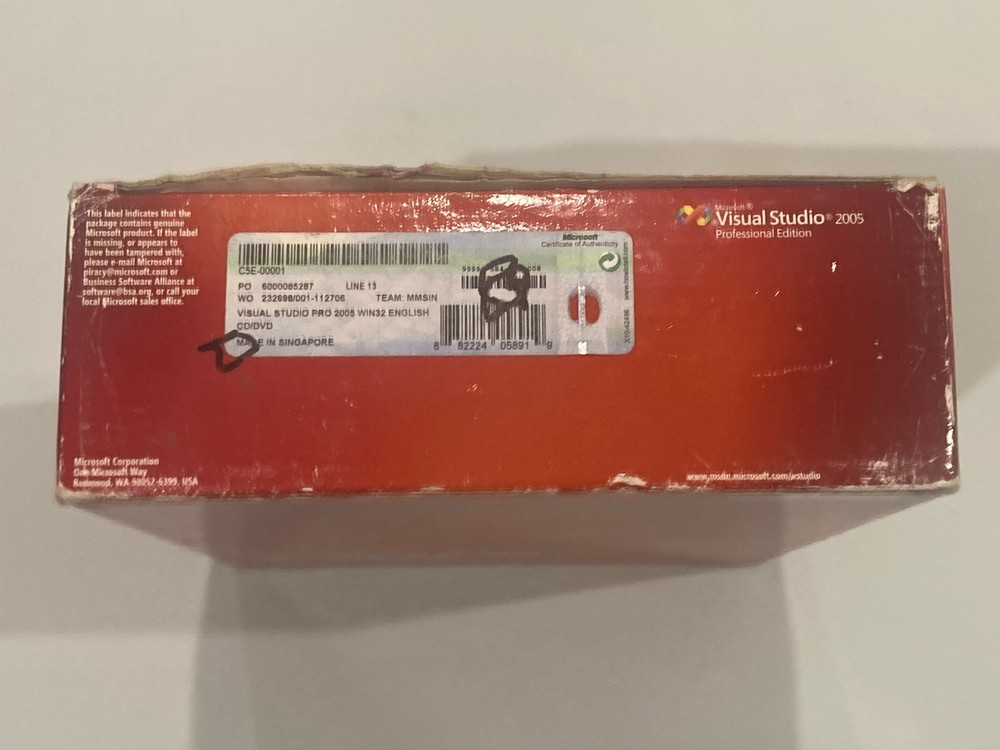 This label indicates that the
package contains genuine
Microsoft product. If the label
is missing, or appears to
have been tampered with,
please e-mail Microsoft at
piracy@microsoft.com or
Business Software Alliance at
software@bsa.org, or call your
local Microsoft sales office.
C5E-00001
PO 6000085287 LINE 13
WO 232698/001-112706 TEAM: MMSIN
VISUAL STUDIO PRO 2005 WIN32 ENGLISH
CD/DVD
MADE IN SINGAPORE
Microsoft
Certificate of Authenticity
8 82224 05891 9
X10-42496
Microsoft®
Visual Studio® 2005
Professional Edition
Microsoft Corporation
One Microsoft Way
Redmond, WA 98052-6399, USA
www.msdn.microsoft.com/vstudio